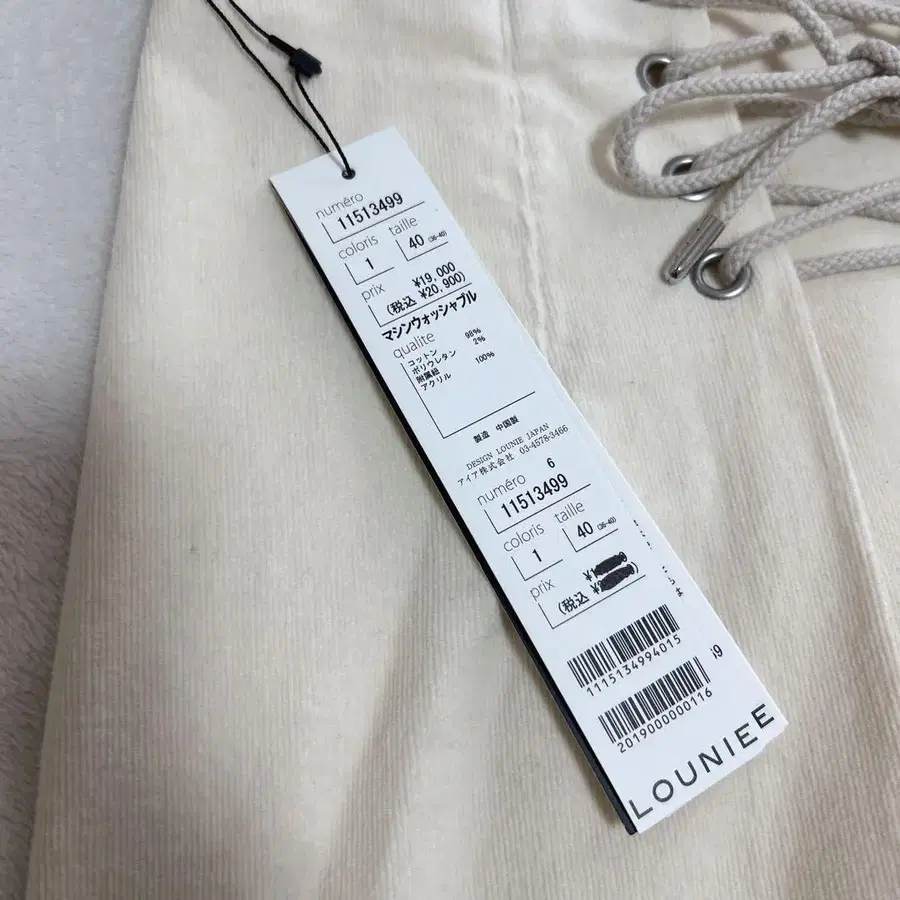 numéro
11513499
coloris taille
1 40 (36-40)
prix
¥19,000
(税込 ¥20,900)
マシンウォッシャブル
qualite
コットン 98%
ポリウレタン 2%
附属紐
アクリル 100%
製造 中国製
DESIGN LOUNIE JAPAN
アイア株式会社 03-4578-3466
6
numéro
11513499
coloris taille
1 40 (36-40)
prix
(税込
1115134994015
2019000000116
LOUNIEE